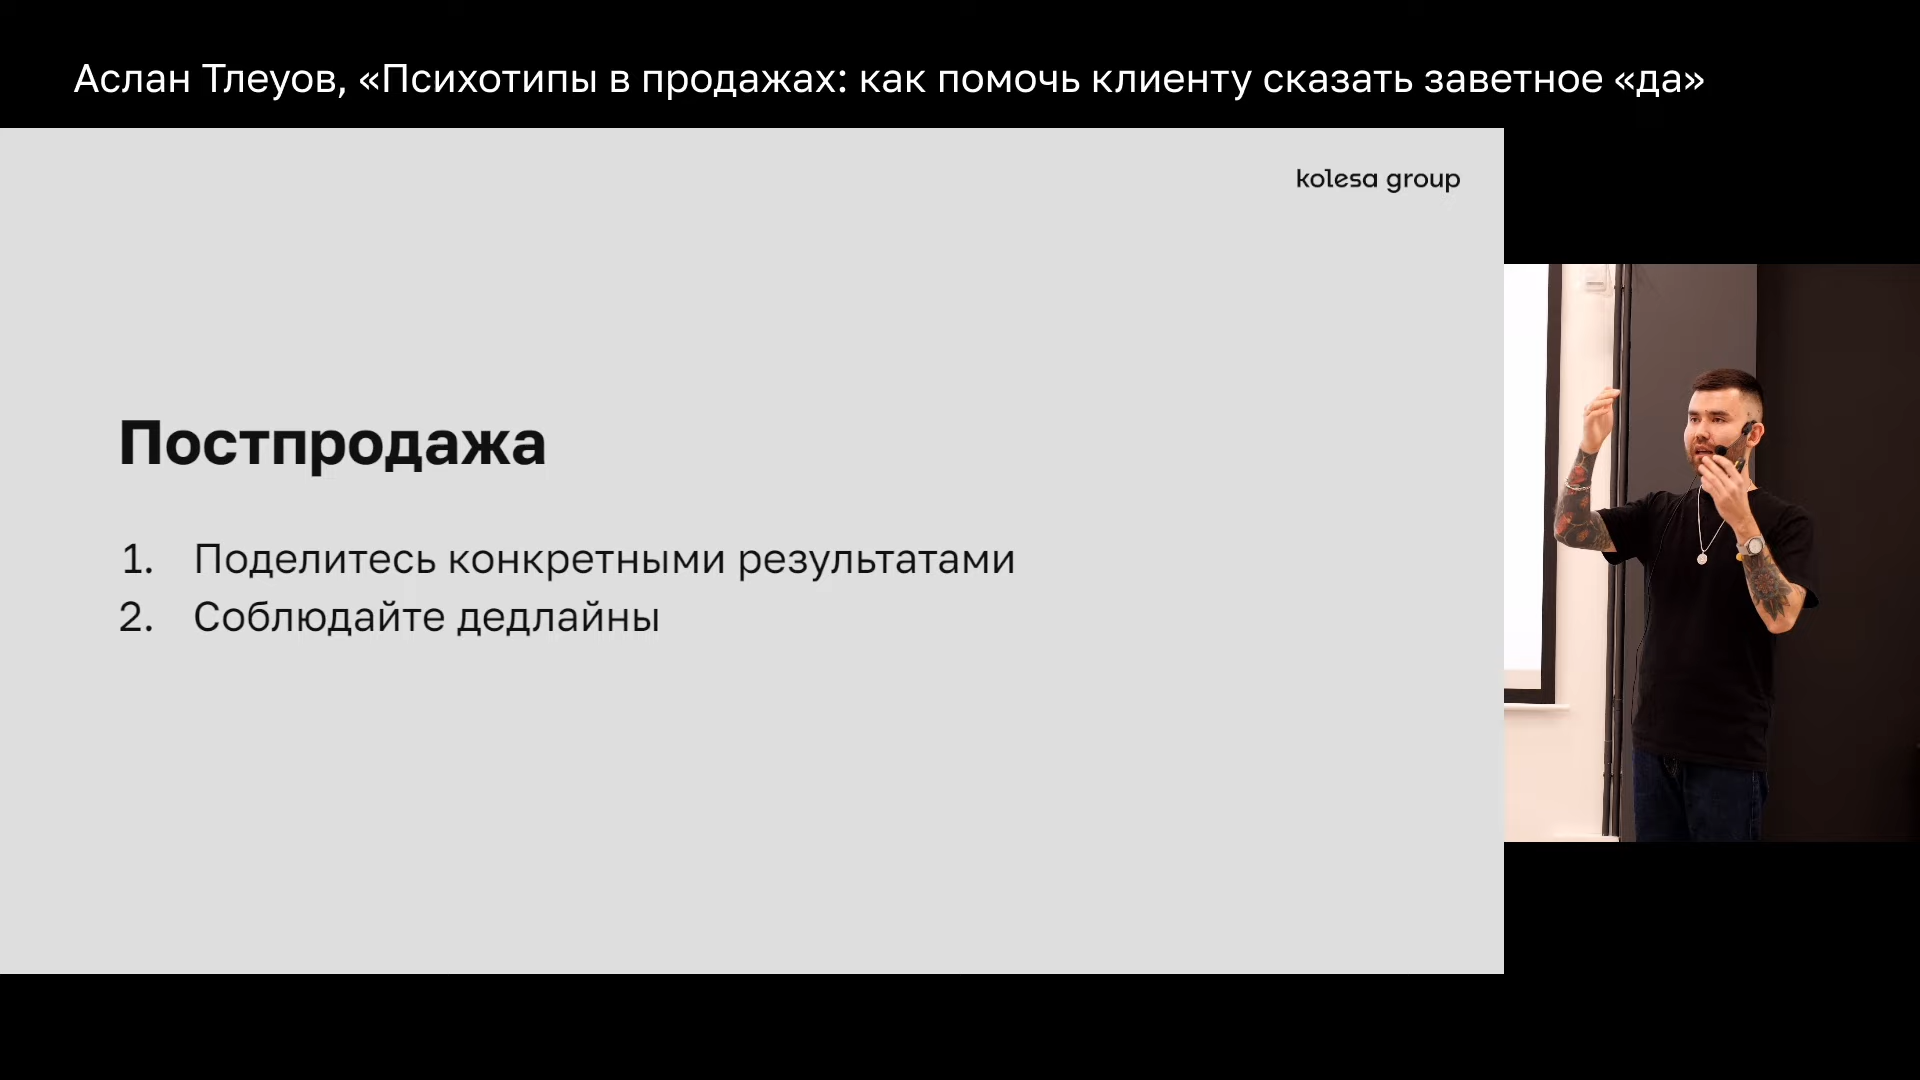 Аслан Тлеуов, «Психотипы в продажах: как помочь клиенту сказать заветное «да»
kolesa group
Постпродажа
1. Поделитесь конкретными результатами
2. Соблюдайте дедлайны